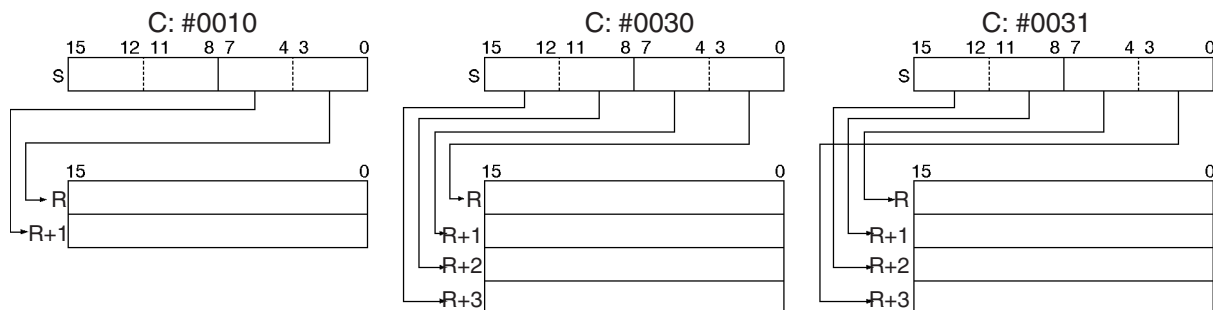 C: #0010 C: #0030 C: #0031
15 12 11 8 7 4 3 0 15 12 11 8 7 4 3 0 15 12 11 8 7 4 3 0
S S S
15 0 15 0 15 0
R R R
R+1 R+1 R+1
R+2 R+2
R+3 R+3